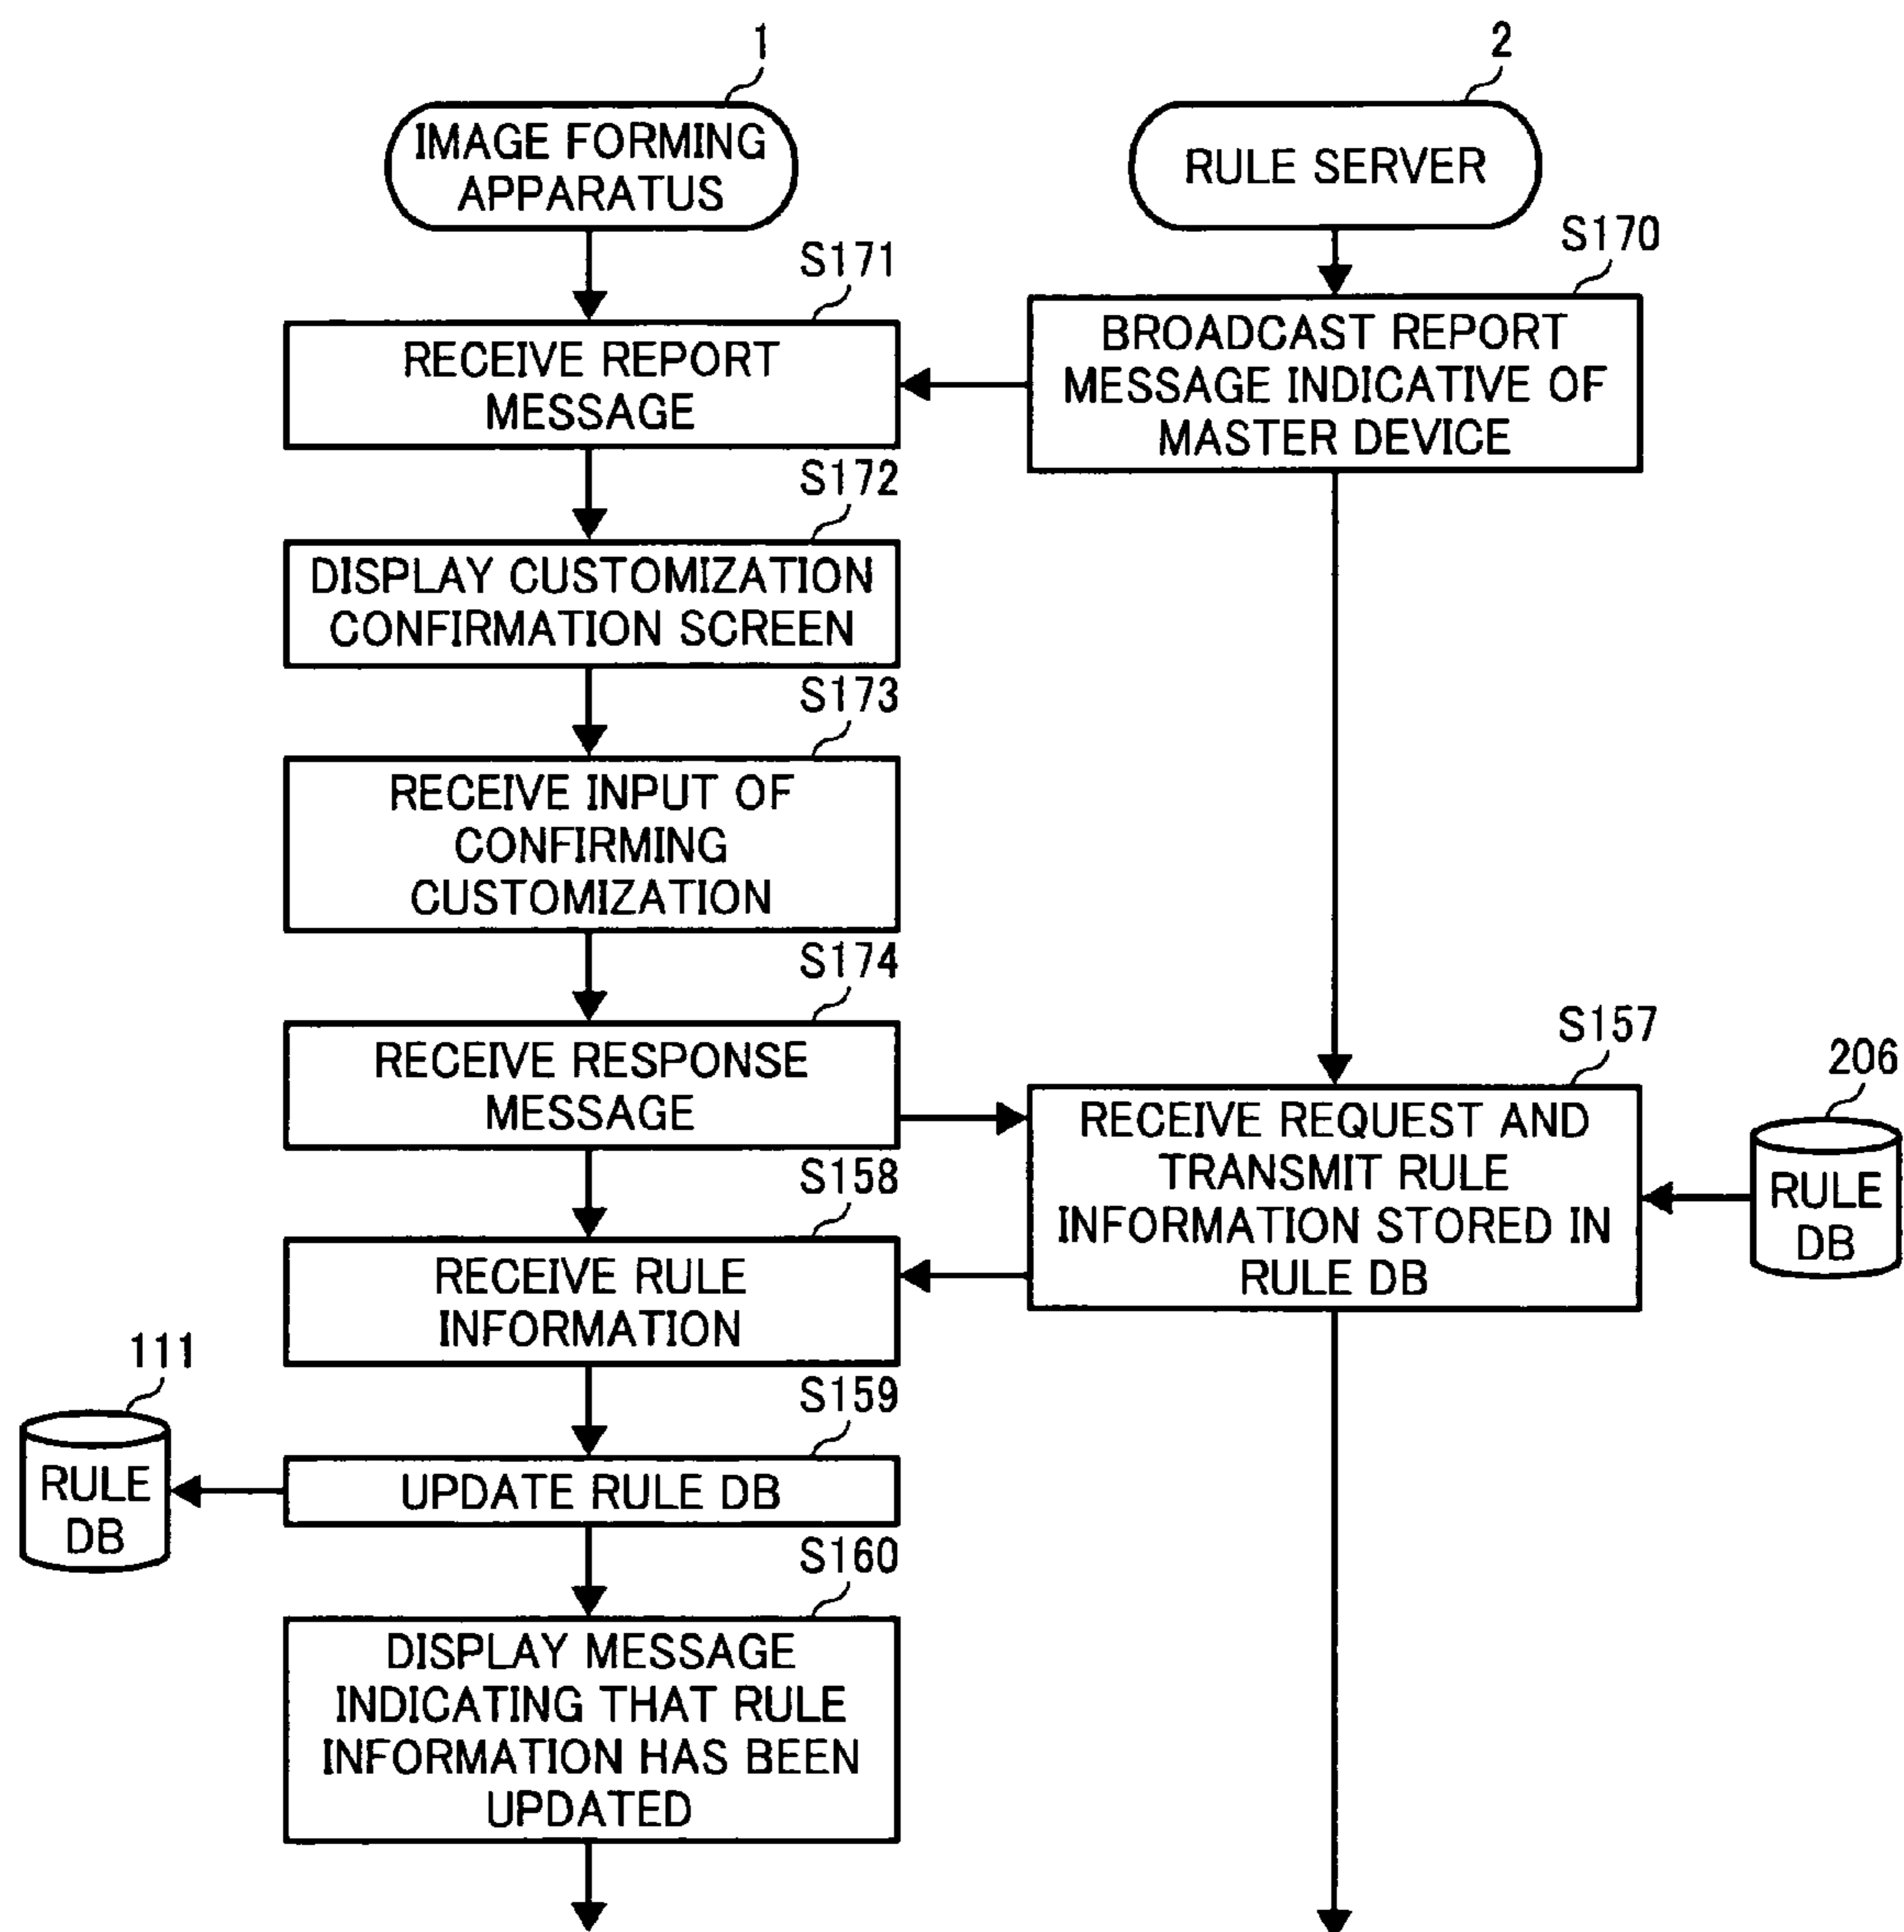 1
IMAGE FORMING
APPARATUS
2
RULE SERVER
S170
BROADCAST REPORT
MESSAGE INDICATIVE OF
MASTER DEVICE
S171
RECEIVE REPORT
MESSAGE
S172
DISPLAY CUSTOMIZATION
CONFIRMATION SCREEN
S173
RECEIVE INPUT OF
CONFIRMING
CUSTOMIZATION
S174
RECEIVE RESPONSE
MESSAGE
S157
RECEIVE REQUEST AND
TRANSMIT RULE
INFORMATION STORED IN
RULE DB
206
RULE
DB
S158
RECEIVE RULE
INFORMATION
S159
UPDATE RULE DB
111
RULE
DB
S160
DISPLAY MESSAGE
INDICATING THAT RULE
INFORMATION HAS BEEN
UPDATED